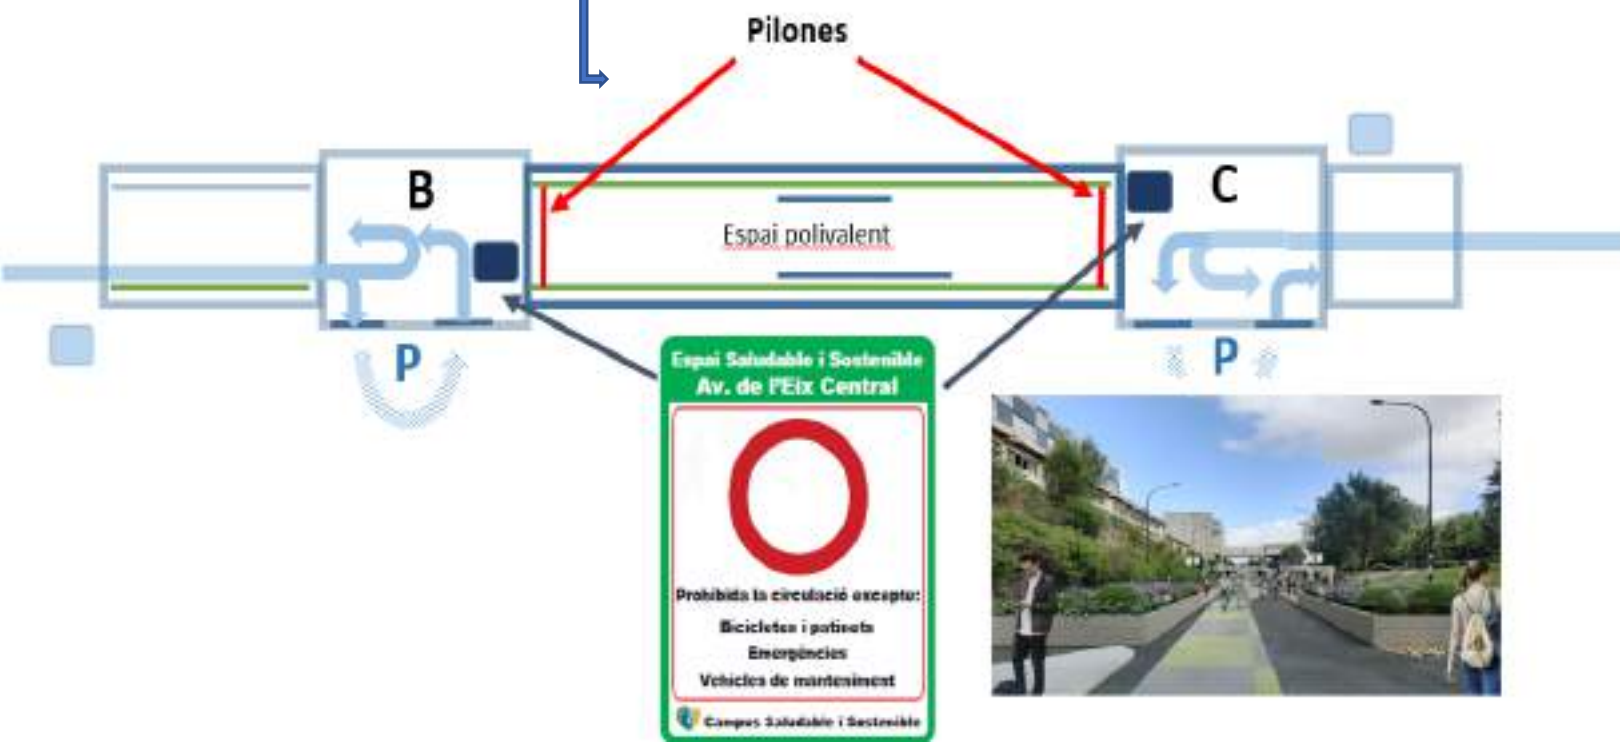 Pilones
B
C
Espai polivalent
P
P
Espai Saludable i Sostenible
Av. de l'Eix Central
Prohibida la circulació excepte:
Bicicletes i patinets
Emergències
Vehicles de manteniment
Campus Saludable i Sostenible